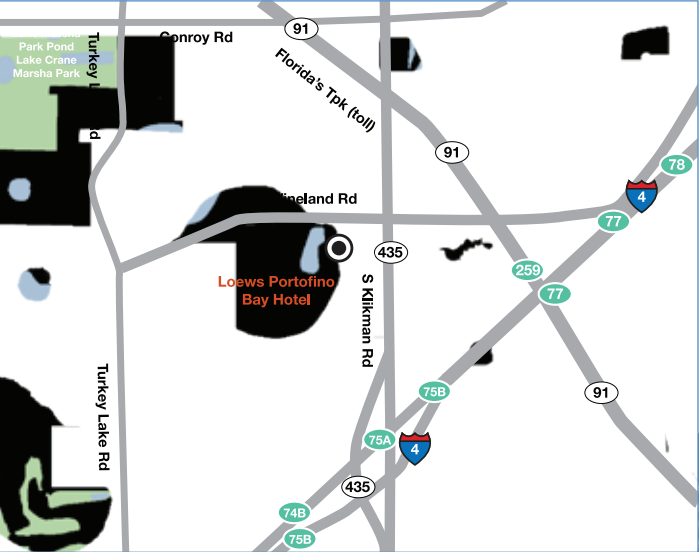 91
Conroy Rd
Park Pond
Lake Crane
Marsha Park
Florida's Tpk (toll)
91
78
4
77
435
259
77
Loews Portofino
Bay Hotel
S Klikman Rd
Turkey Lake Rd
75B
91
75A
4
435
74B
75B